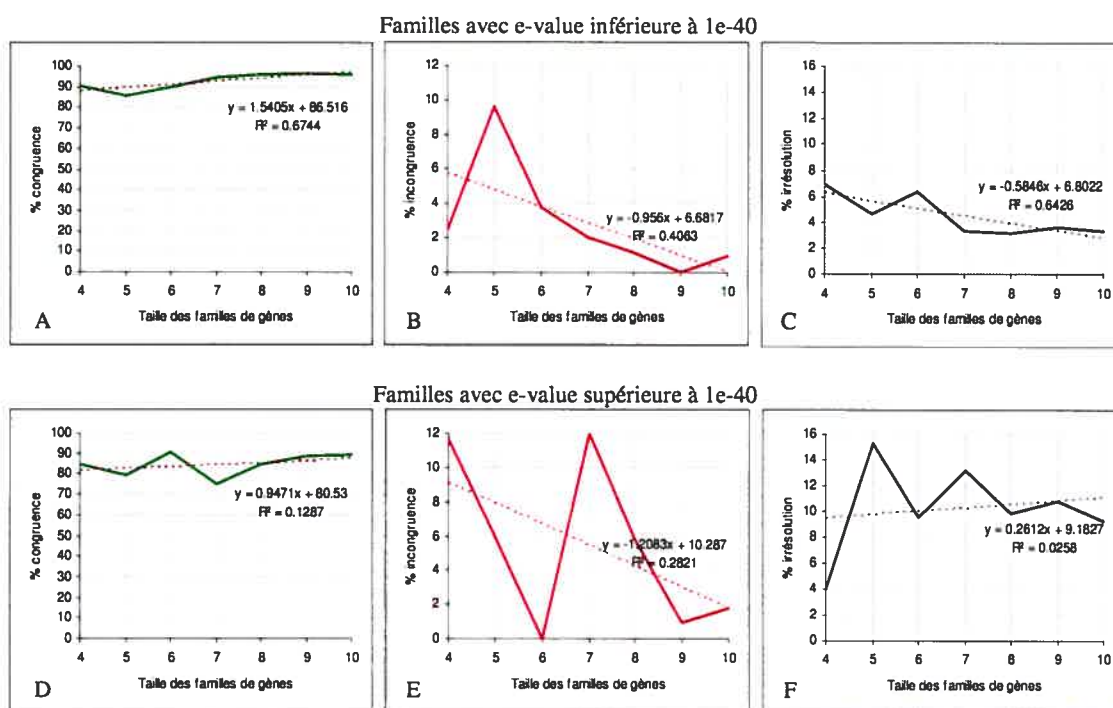 Familles avec e-value inférieure à 1e-40
100
90
80
70
60
50
40
30
20
10
0
% congruence
y = 1.5405x + 86.516
R² = 0.6744
4 5 6 7 8 9 10
Taille des familles de gènes
A
12
10
8
6
4
2
0
% incongruence
y = -0.956x + 6.6817
R² = 0.4063
4 5 6 7 8 9 10
Taille des familles de gènes
B
16
14
12
10
8
6
4
2
0
% irrésolution
y = -0.5846x + 6.8022
R² = 0.6426
4 5 6 7 8 9 10
Taille des familles de gènes
C
Familles avec e-value supérieure à 1e-40
100
90
80
70
60
50
40
30
20
10
0
% congruence
y = 0.9471x + 80.53
R² = 0.1287
4 5 6 7 8 9 10
Taille des familles de gènes
D
12
10
8
6
4
2
0
% incongruence
y = -1.2083x + 10.287
R² = 0.2821
4 5 6 7 8 9 10
Taille des familles de gènes
E
16
14
12
10
8
6
4
2
0
% irrésolution
y = 0.2612x + 9.1827
R² = 0.0258
4 5 6 7 8 9 10
Taille des familles de gènes
F